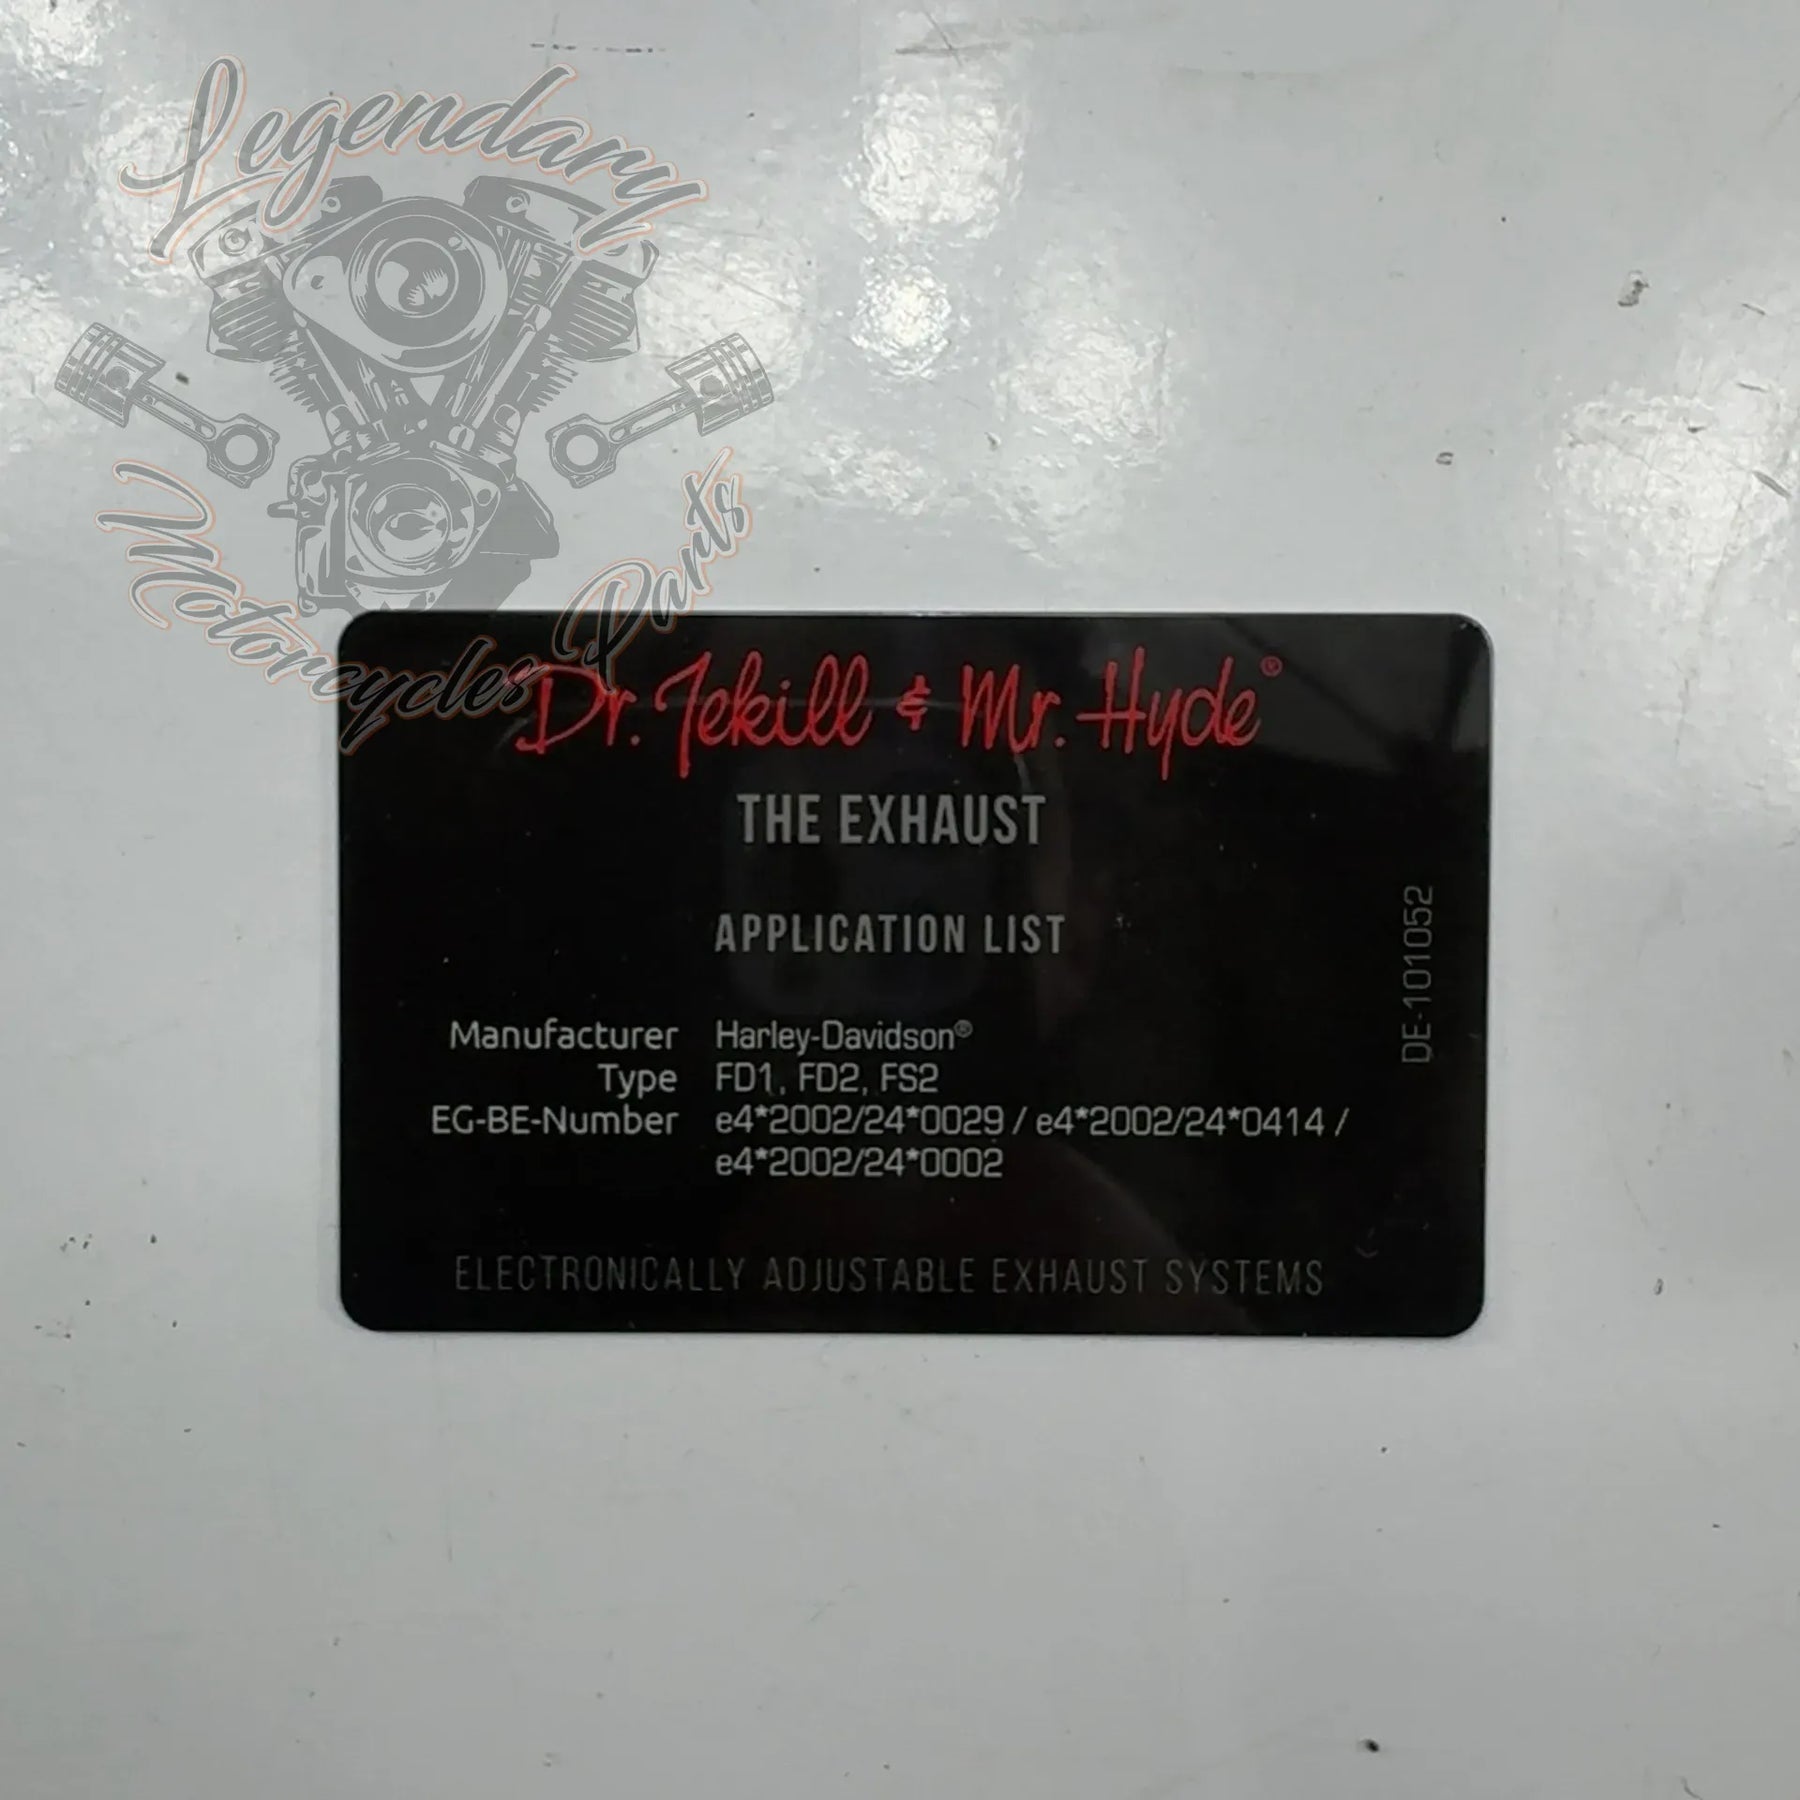 Legendary
Motorcycles Parts
Dr. Jekill & Mr. Hyde®
THE EXHAUST
APPLICATION LIST
Manufacturer Harley-Davidson®
Type FD1, FD2, FS2
EG-BE-Number e4*2002/24*0029 / e4*2002/24*0414 /
e4*2002/24*0002
ELECTRONICALLY ADJUSTABLE EXHAUST SYSTEMS
DE-101052